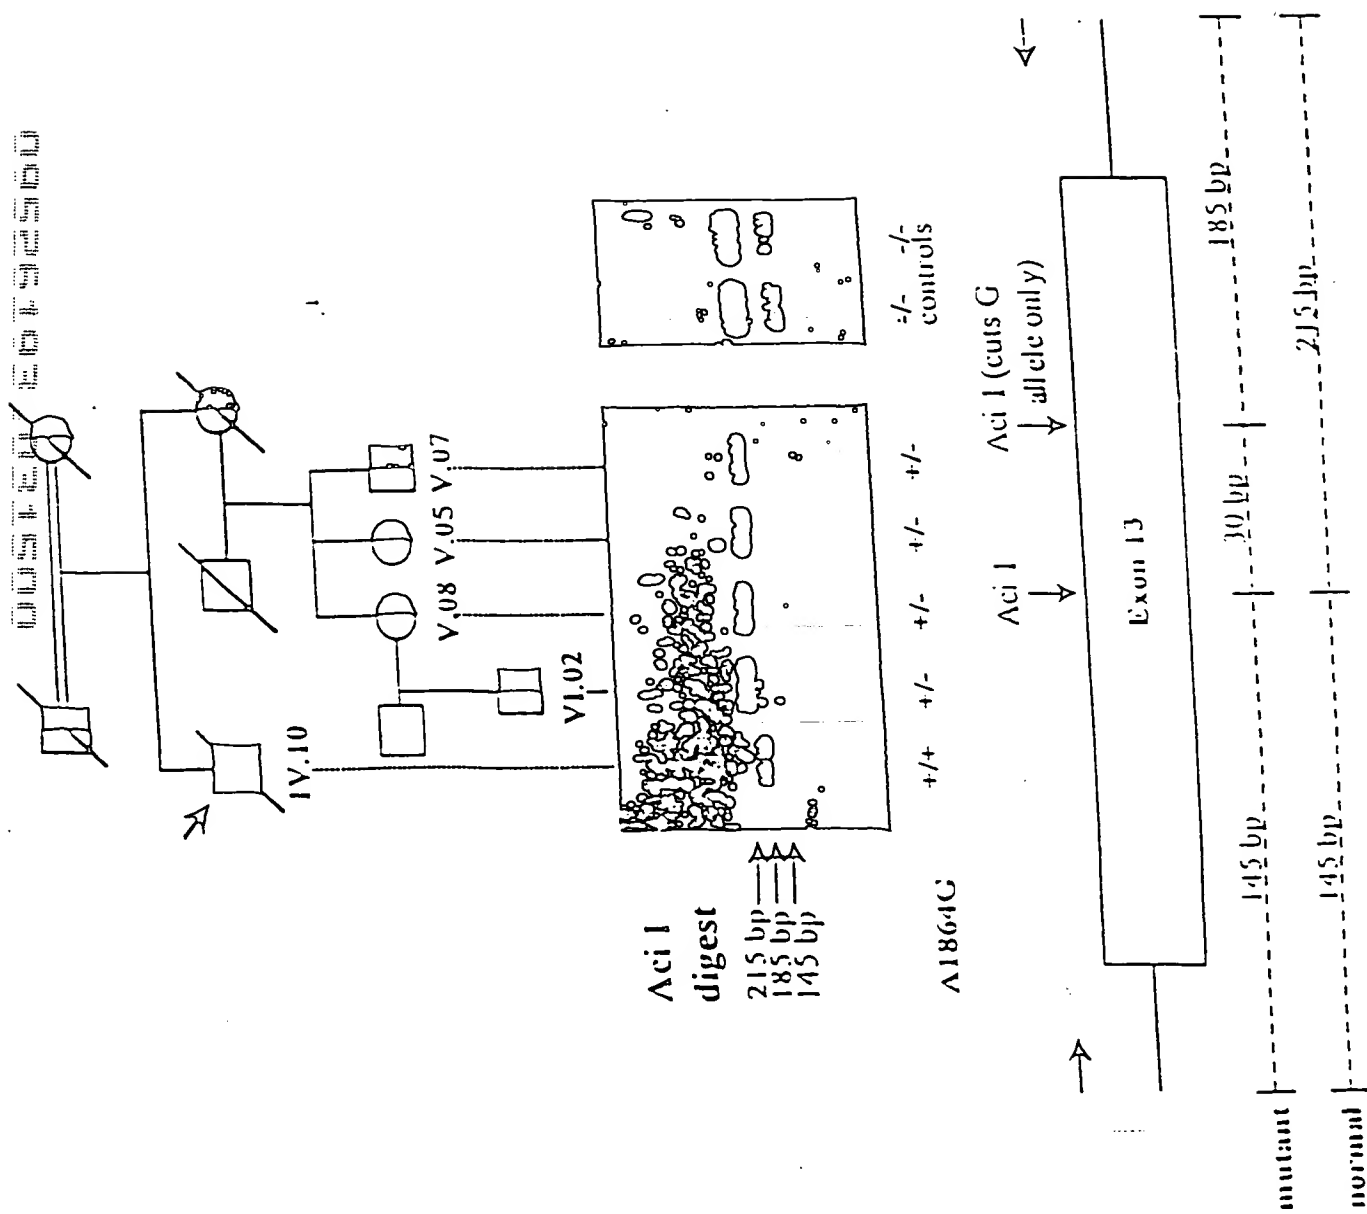 IV.10
VI.02
V.08
V.05
V.07
Aci I
digest
215 bp
185 bp
145 bp
+/+
+/-
+/-
+/-
+/-
-/-
-/-
controls
A1864G
Aci I
Aci I (cuts G
allele only)
Exon 13
mutant
145 bp
30 bp
185 bp
normal
145 bp
215 bp